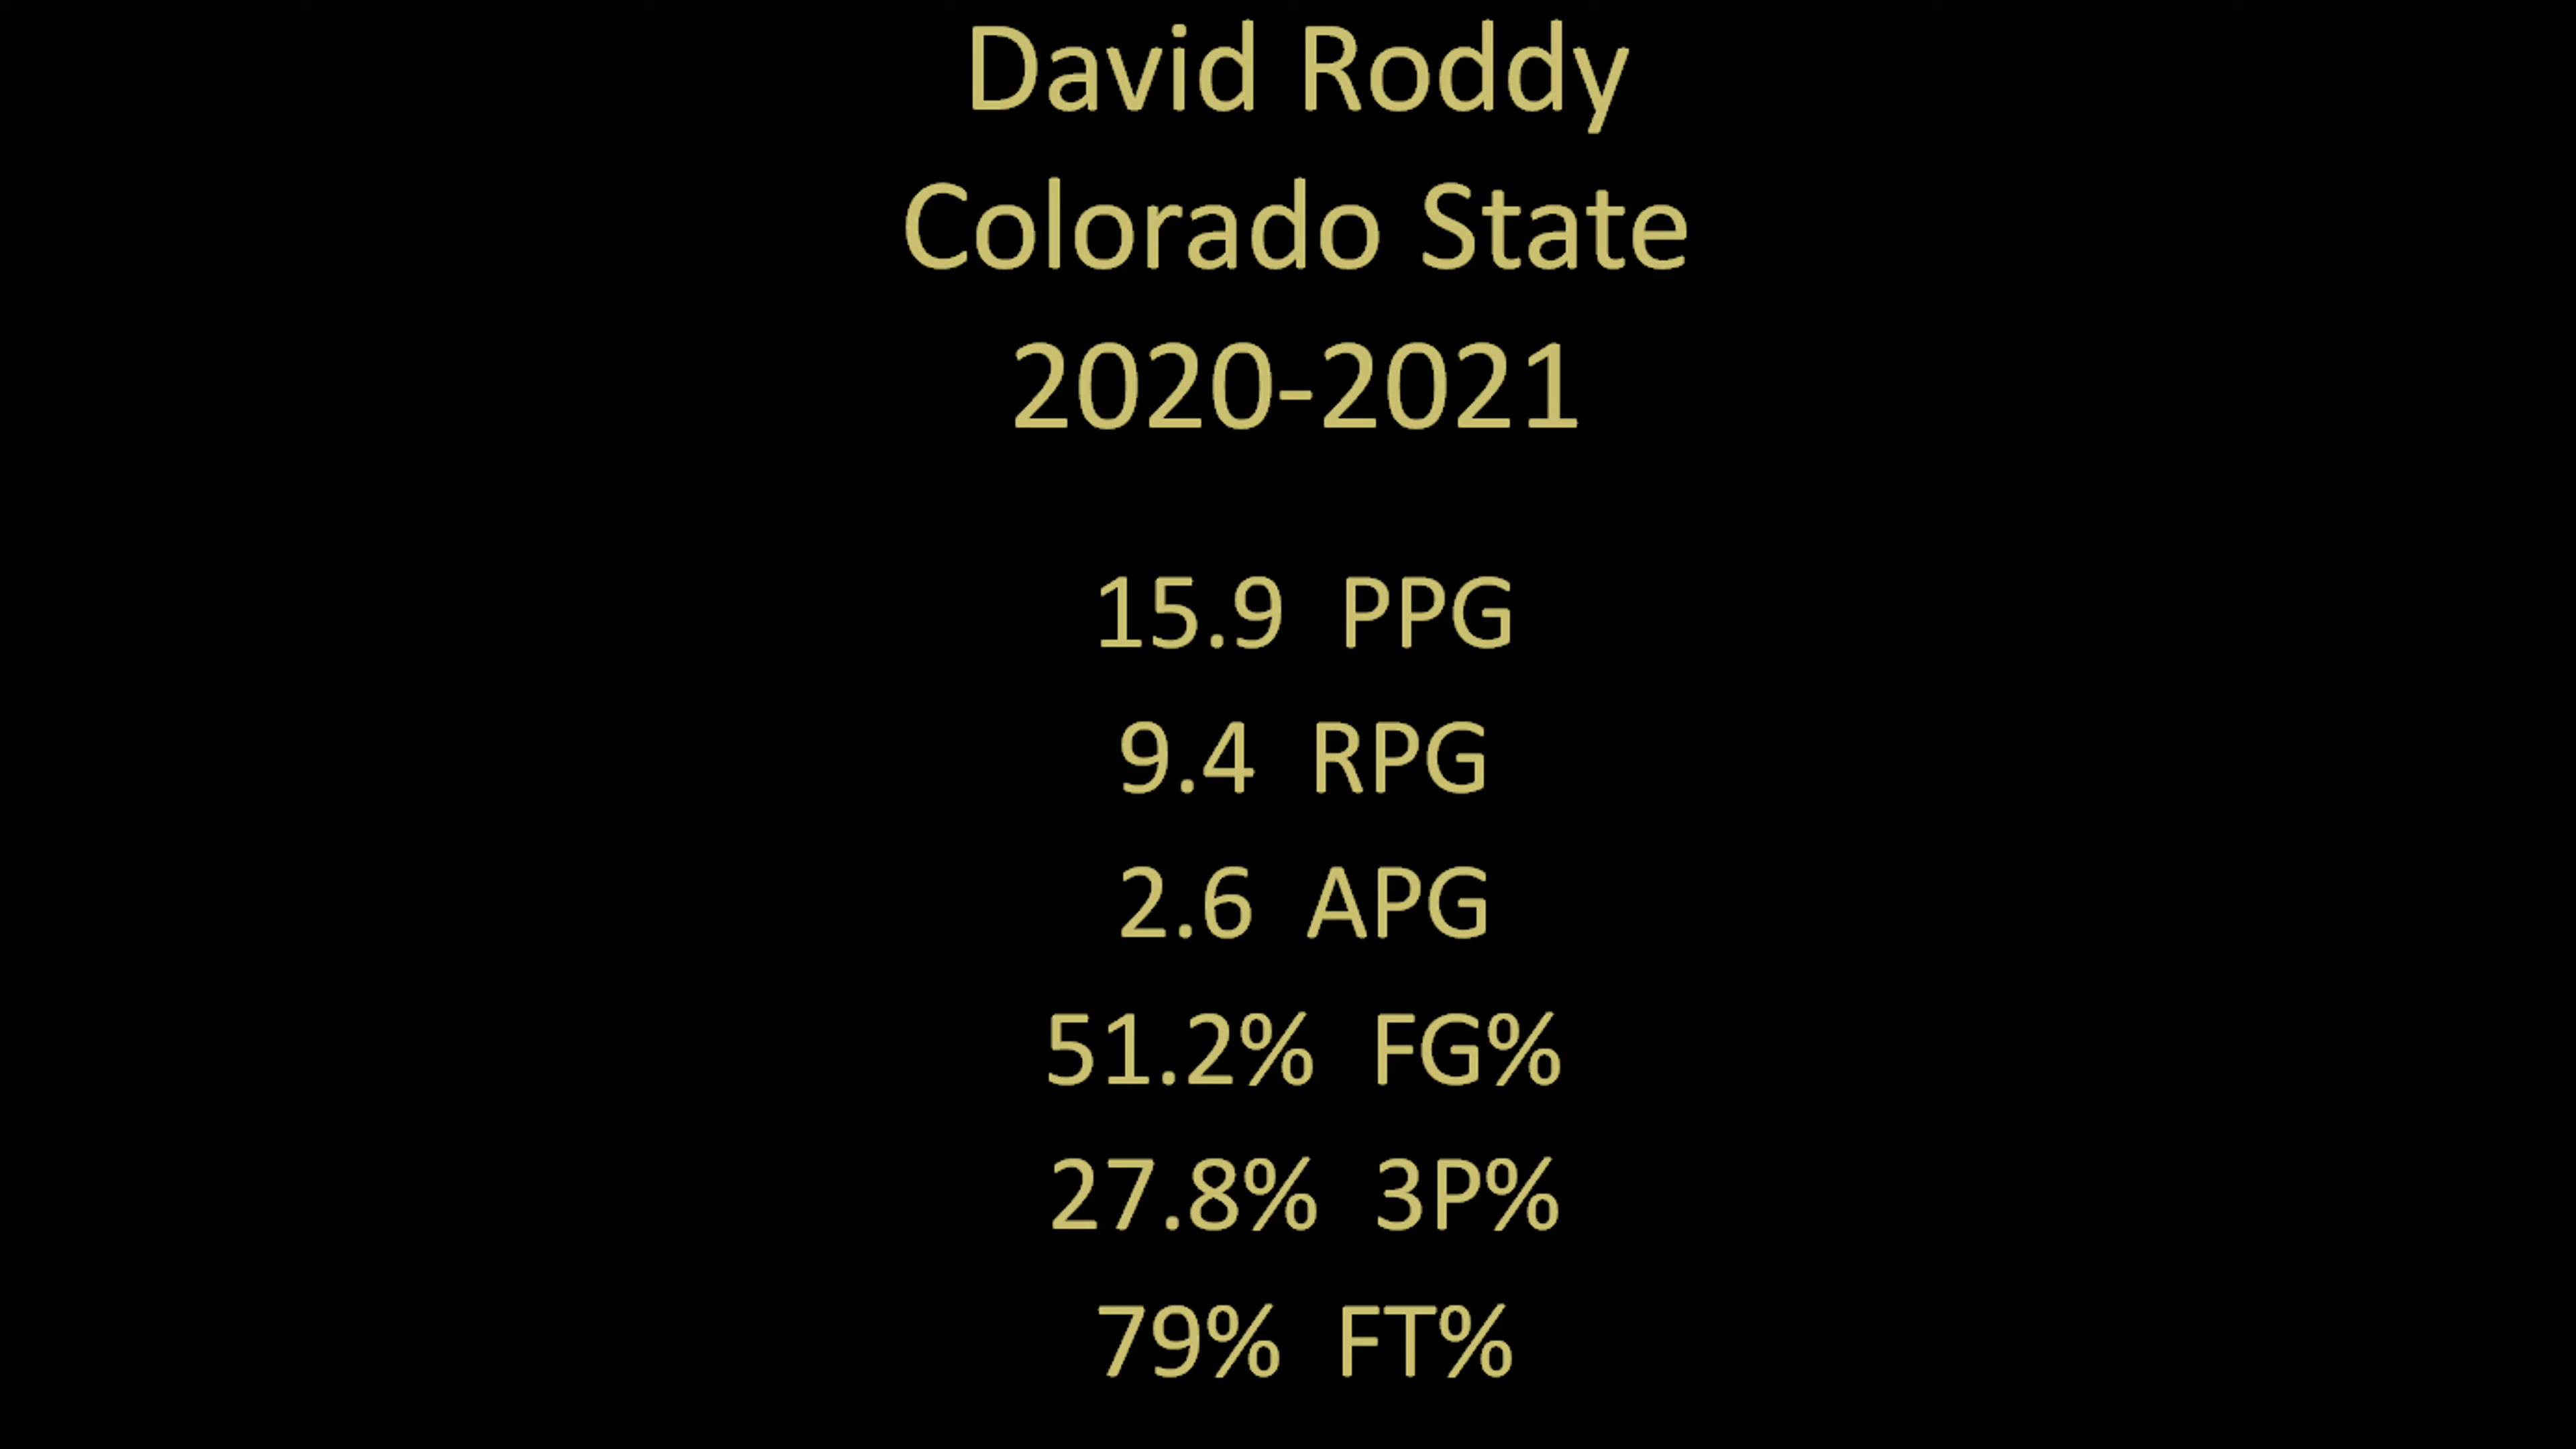 David Roddy
Colorado State
2020-2021
15.9 PPG
9.4 RPG
2.6 APG
51.2% FG%
27.8% 3P%
79% FT%